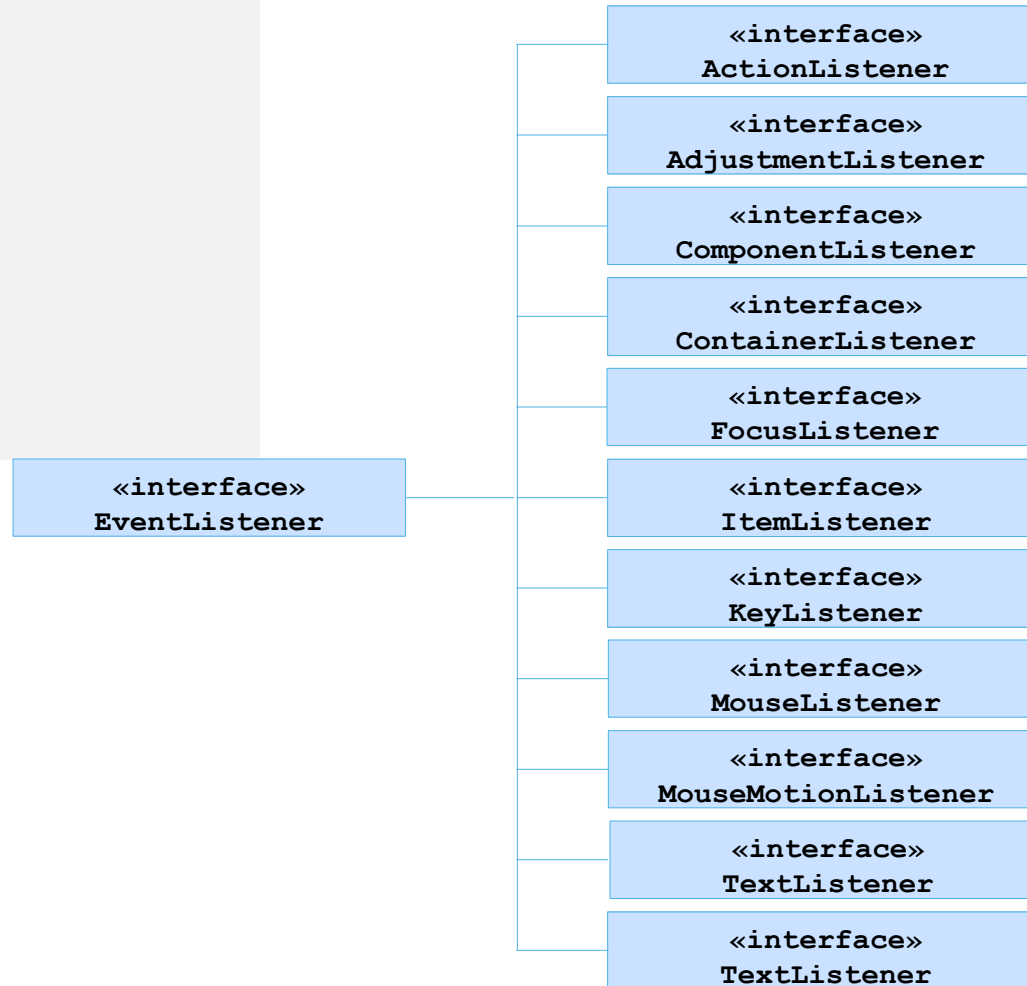 «interface»
ActionListener
«interface»
AdjustmentListener
«interface»
ComponentListener
«interface»
ContainerListener
«interface»
FocusListener
«interface»
EventListener
«interface»
ItemListener
«interface»
KeyListener
«interface»
MouseListener
«interface»
MouseMotionListener
«interface»
TextListener
«interface»
TextListener